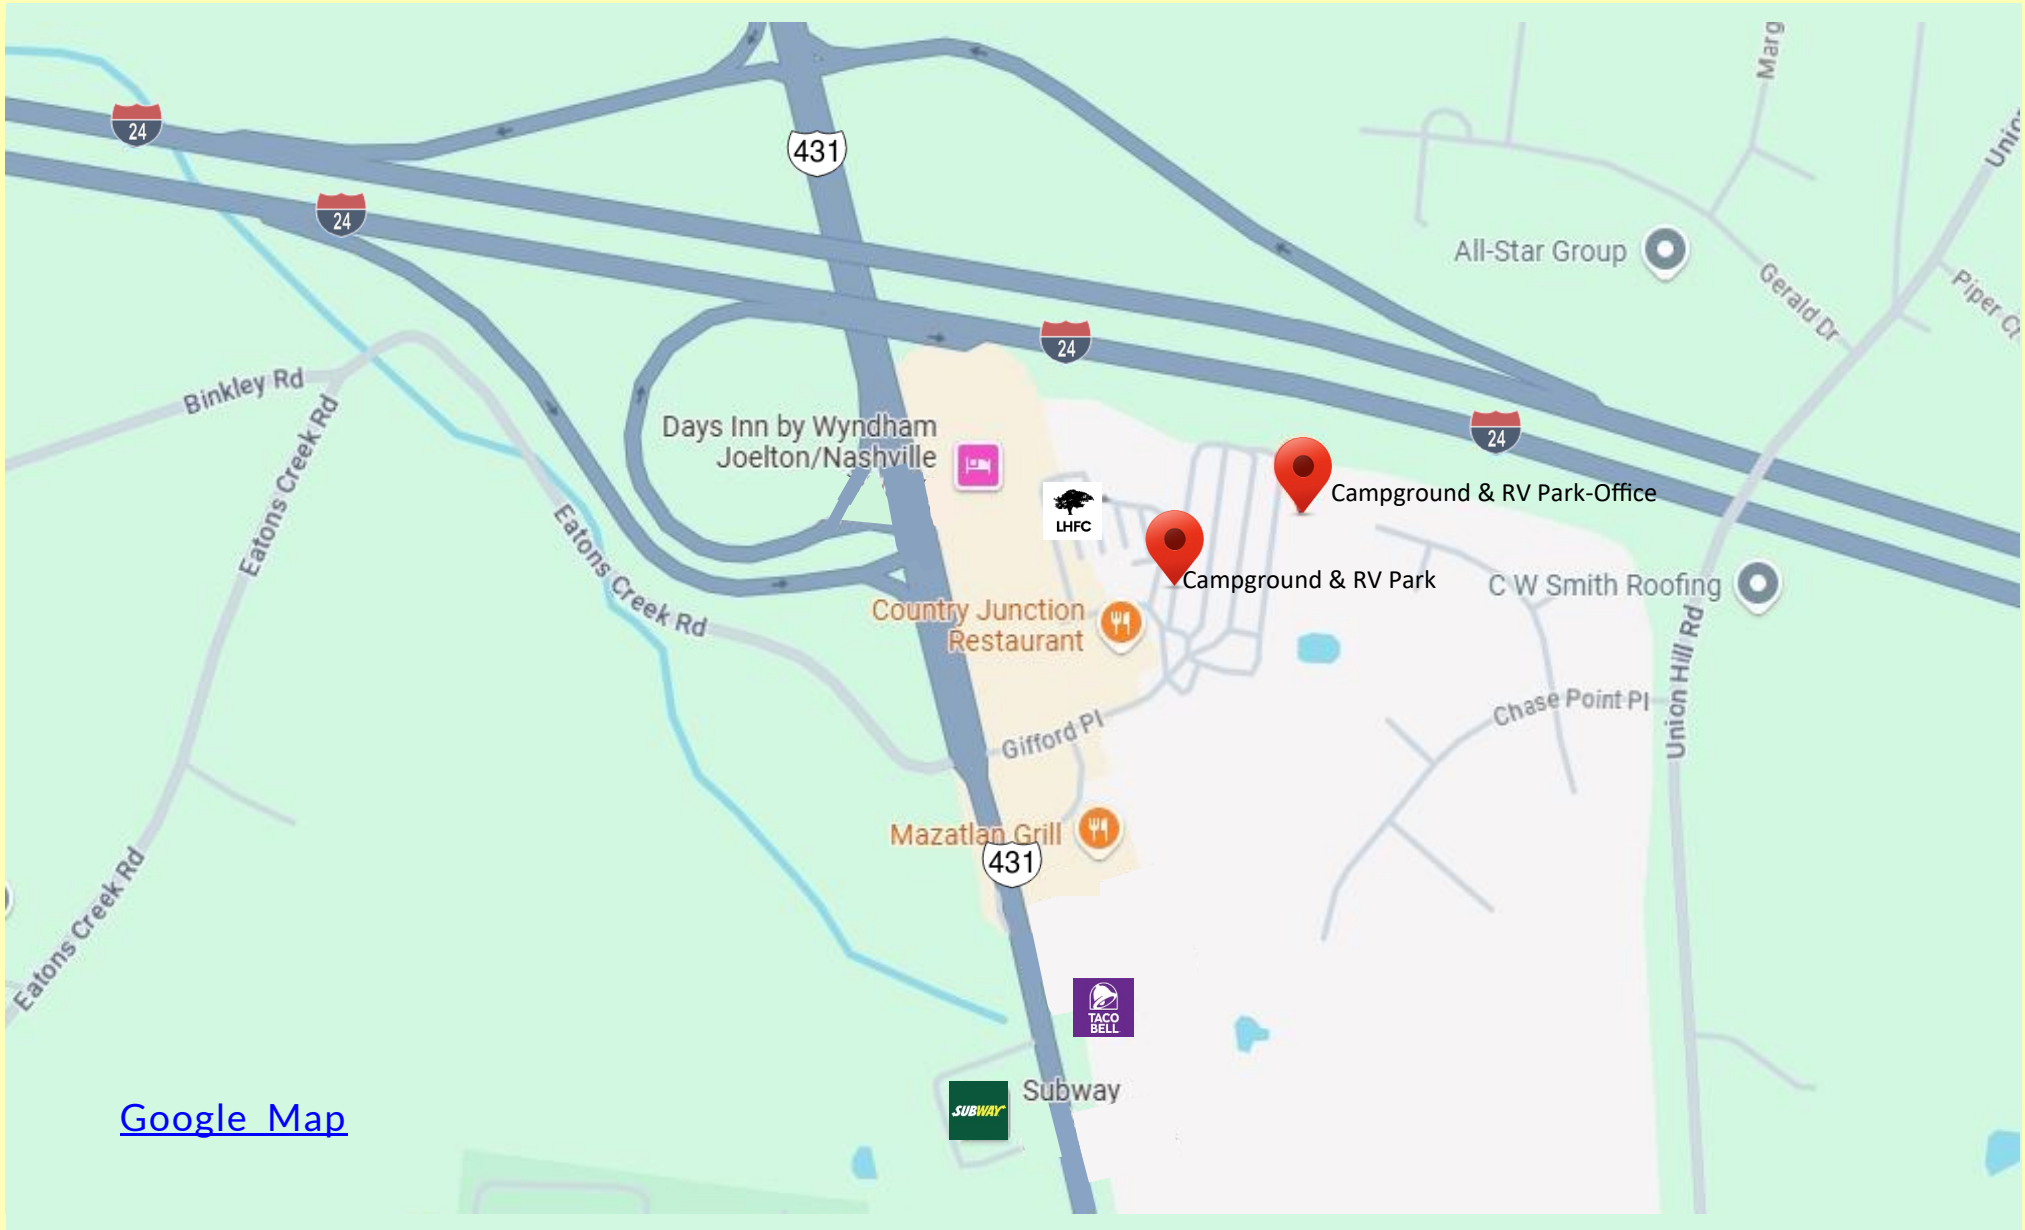 Marg
Union
24
431
24
All-Star Group
Gerald Dr
Piper
24
Binkley Rd
Eatons Creek Rd
Days Inn by Wyndham
Joelton/Nashville
24
Campground & RV Park-Office
LHFC
Eatons Creek Rd
Campground & RV Park
C W Smith Roofing
Country Junction
Restaurant
Union Hill Rd
Chase Point Pl
Gifford Pl
Mazatlan Grill
431
Eatons Creek Rd
TACO
BELL
Subway
SUBWAY
Google Map